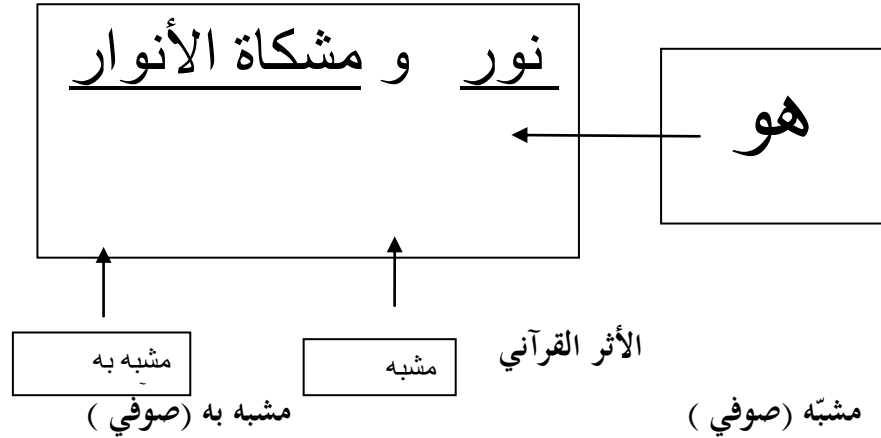 نور و مشكاة الأنوار
هو
الأثر القرآني
مشبه
مشبه به
مشبّه (صوفي )
مشبه به (صوفي )